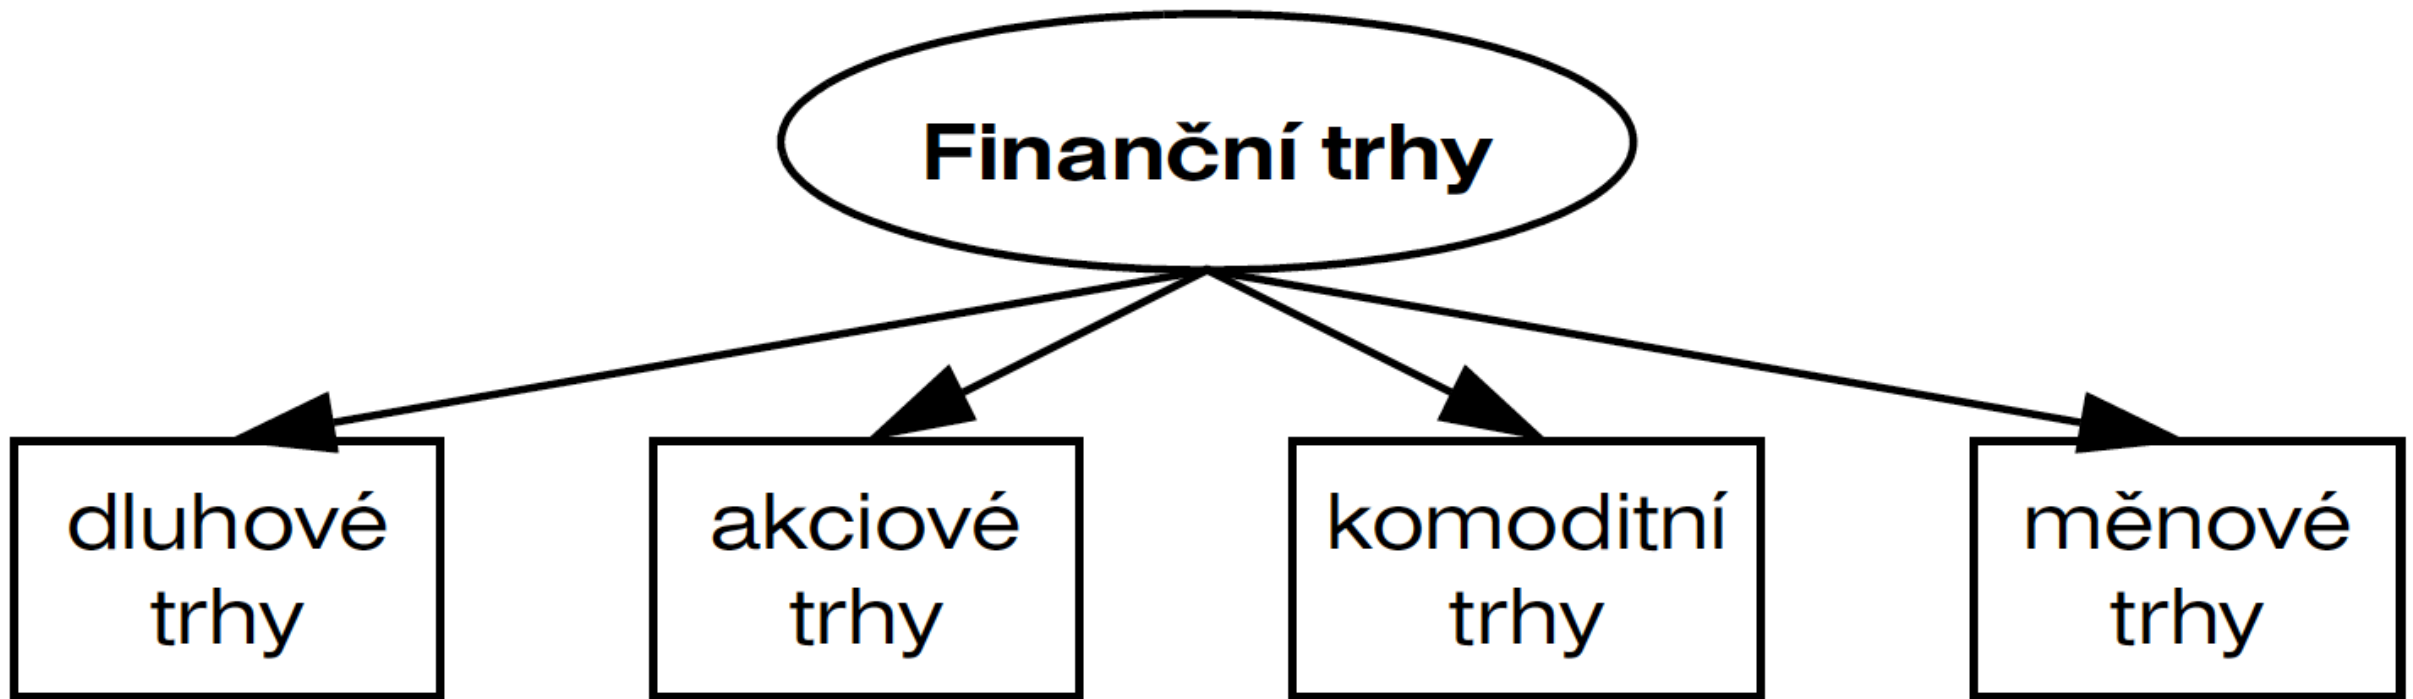 Finanční trhy
dluhové
trhy
akciové
trhy
komoditní
trhy
měnové
trhy